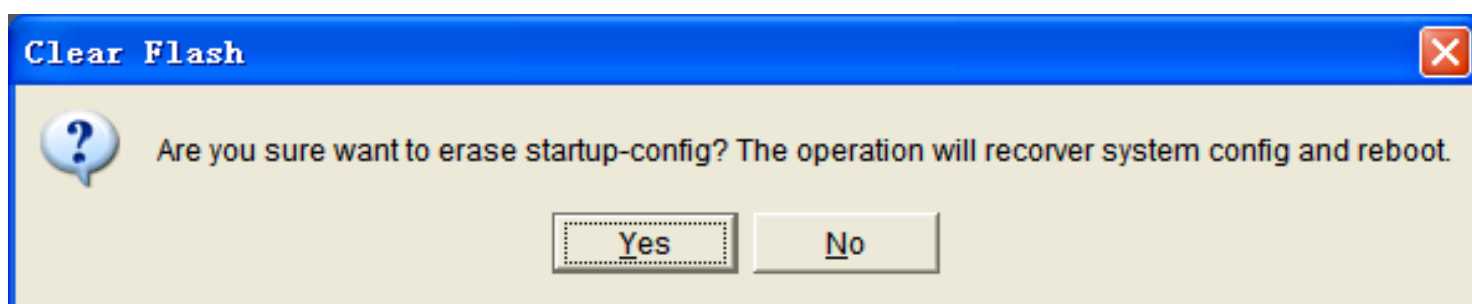 Clear Flash
Are you sure want to erase startup-config? The operation will recorver system config and reboot.
Yes
No